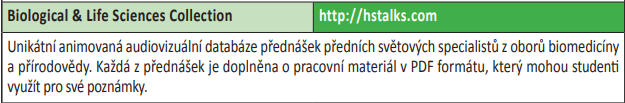 Biological & Life Sciences Collection http://hstalks.com
Unikátní animovaná audiovizuální databáze přednášek předních světových specialistů z oborů biomedicíny
a přírodovědy. Každá z přednášek je doplněna o pracovní materiál v PDF formátu, který mohou studenti
využít pro své poznámky.